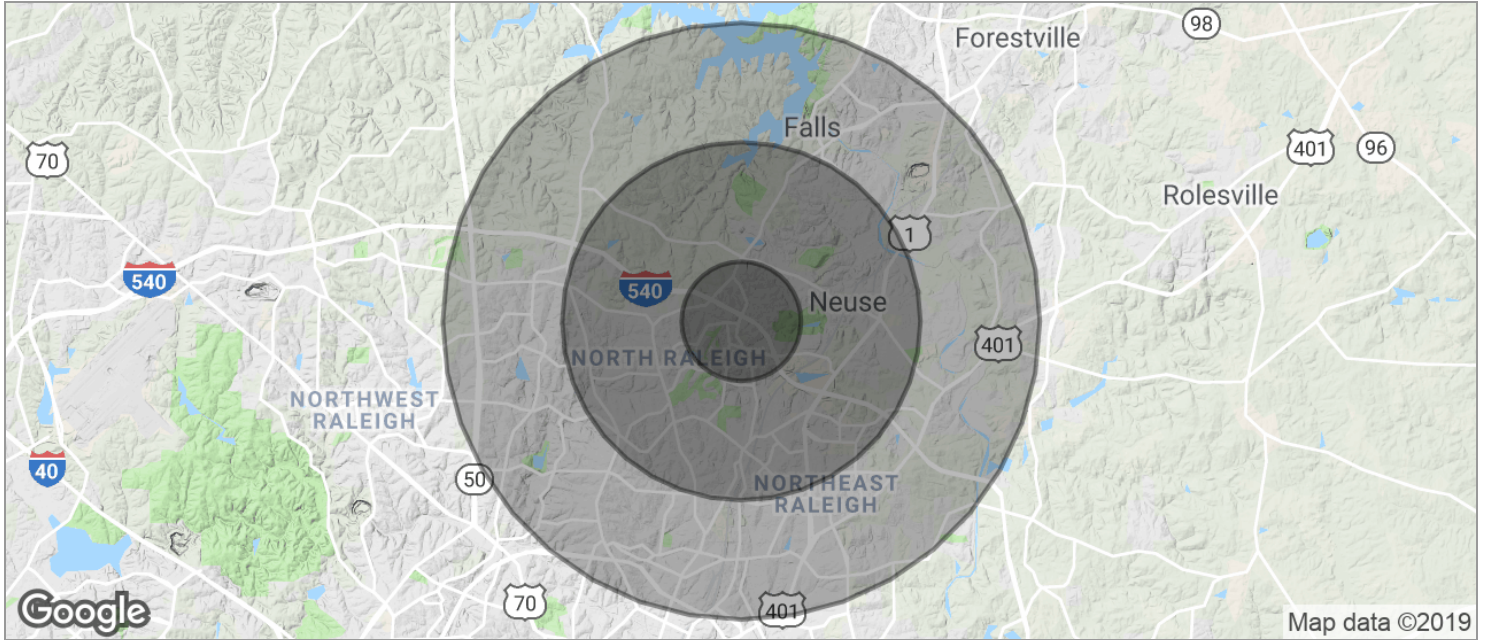 98
Forestville
Falls
70
401
96
Rolesville
1
540
540
Neuse
401
NORTH RALEIGH
NORTHWEST
RALEIGH
40
50
NORTHEAST
RALEIGH
70
401
Google
Map data ©2019